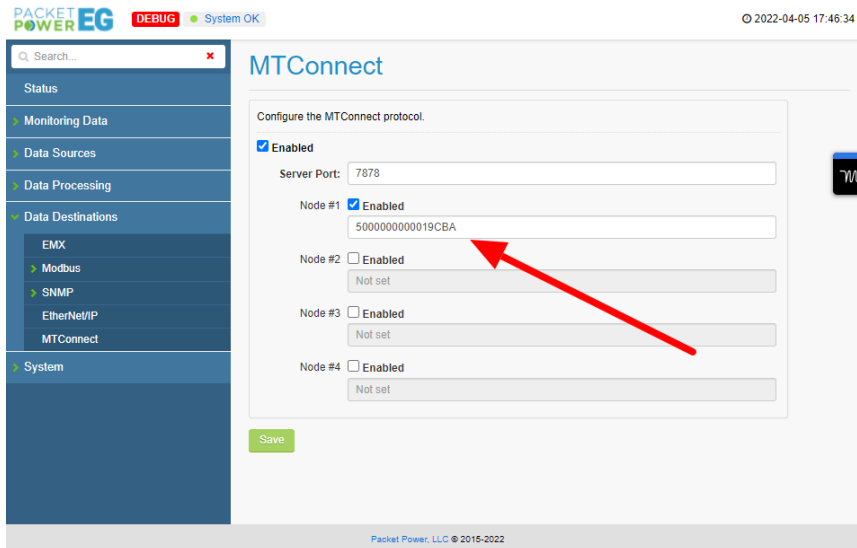 PACKET POWER EG DEBUG System OK 2022-04-05 17:46:34
Search...
Status
Monitoring Data
Data Sources
Data Processing
Data Destinations
EMX
Modbus
SNMP
EtherNet/IP
MTConnect
System
MTConnect
Configure the MTConnect protocol.
Enabled
Server Port: 7878
Node #1 Enabled
5000000000019CBA
Node #2 Enabled
Not set
Node #3 Enabled
Not set
Node #4 Enabled
Not set
Save
Packet Power, LLC © 2015-2022